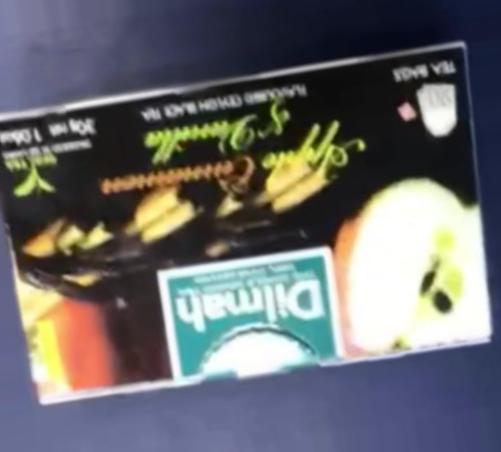 Dilmah
Apple
Cinnamon
& Vanilla
FLAVOURED CEYLON BLACK TEA
TEA BAGS
30g net 1.06oz